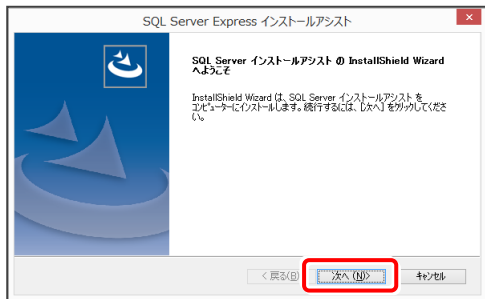 SQL Server Express インストールアシスト
SQL Server インストールアシスト の InstallShield Wizard
へようこそ
InstallShield Wizard は、SQL Server インストールアシスト を
コンピューターにインストールします。続行するには、[次へ] をクリックしてくださ
い。
< 戻る(B)
次へ (N)>
キャンセル